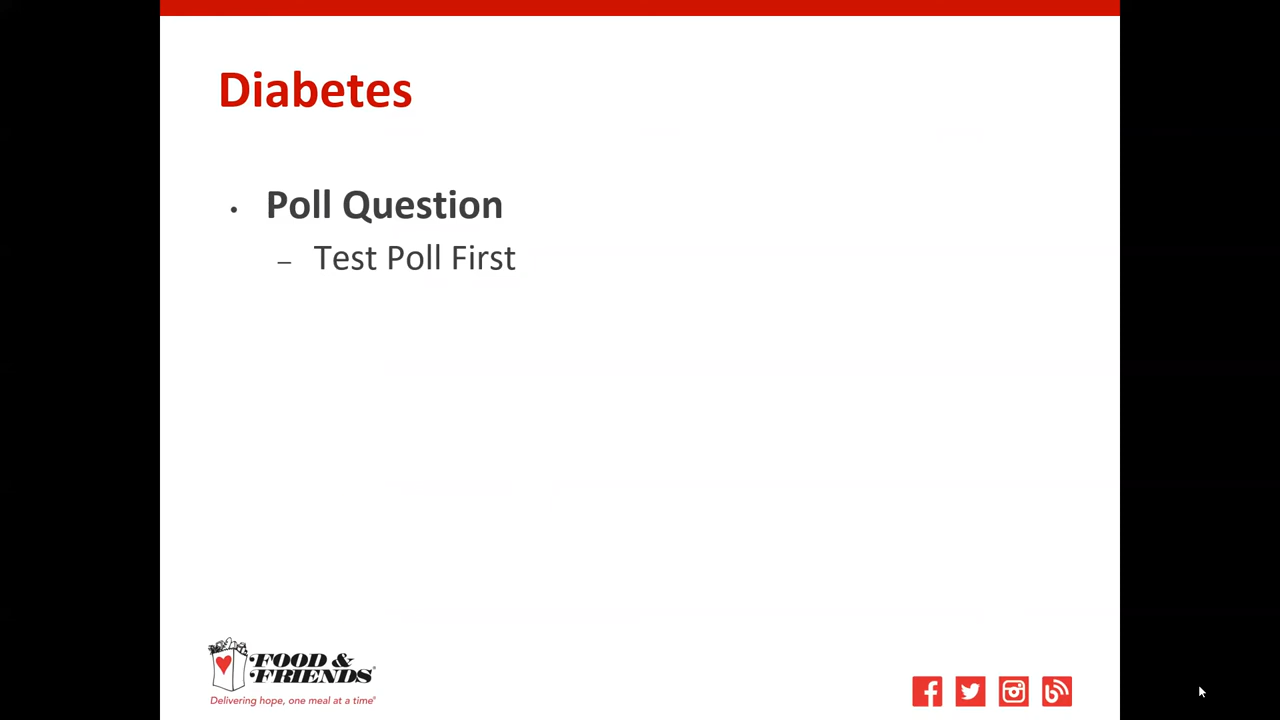 Diabetes
• Poll Question
– Test Poll First
FOOD &
FRIENDS®
Delivering hope, one meal at a time®